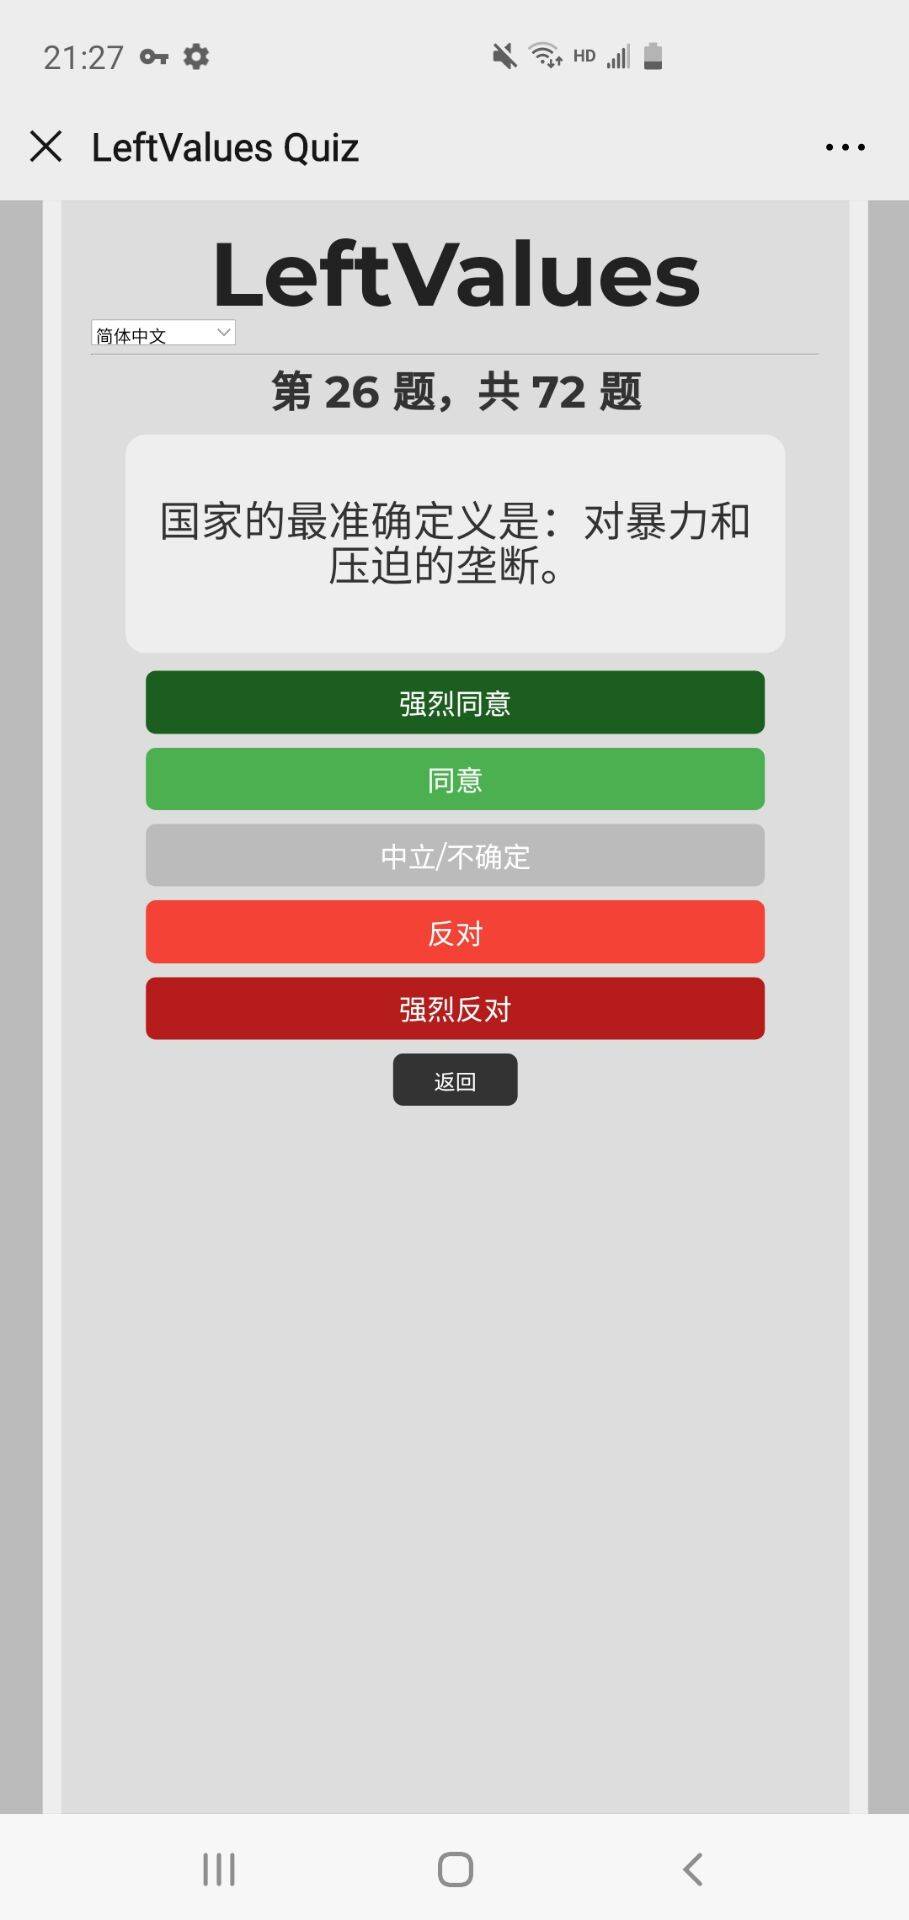 21:27
HD
LeftValues Quiz
LeftValues
简体中文
第 26 题，共 72 题
国家的最准确定义是：对暴力和
压迫的垄断。
强烈同意
同意
中立/不确定
反对
强烈反对
返回